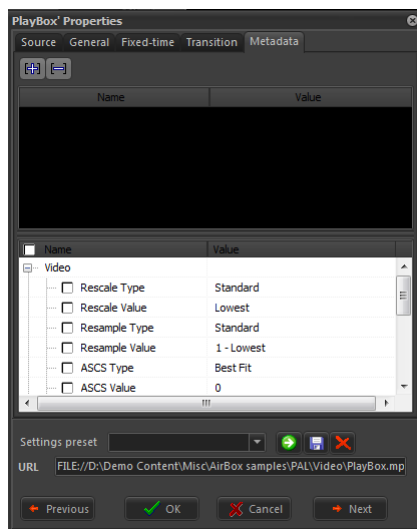 PlayBox' Properties
Source General Fixed-time Transition Metadata
Name Value
Name Value
Video
Rescale Type Standard
Rescale Value Lowest
Resample Type Standard
Resample Value 1 - Lowest
ASCS Type Best Fit
ASCS Value 0
Settings preset
URL FILE://D:\Demo Content\Misc\AirBox samples\PAL\Video\PlayBox.mp
Previous OK Cancel Next